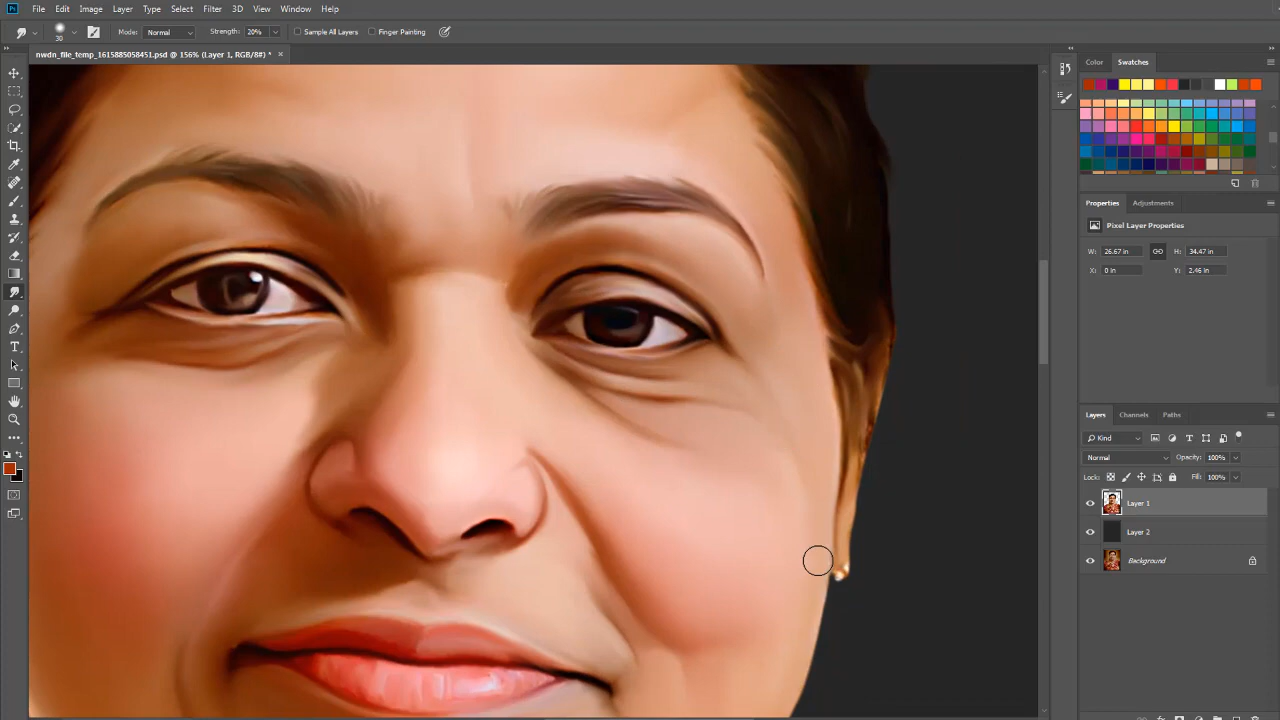 Ps File Edit Image Layer Type Select Filter 3D View Window Help
30 Mode: Normal Strength: 20% Sample All Layers Finger Painting
nwdn_file_temp_1615885058451.psd @ 156% (Layer 1, RGB/8#) * ×
Color Swatches
Properties Adjustments
Pixel Layer Properties
W: 26.67 in H: 34.47 in
X: 0 in Y: 2.46 in
Layers Channels Paths
Kind
Normal Opacity: 100%
Lock: Fill: 100%
Layer 1
Layer 2
Background